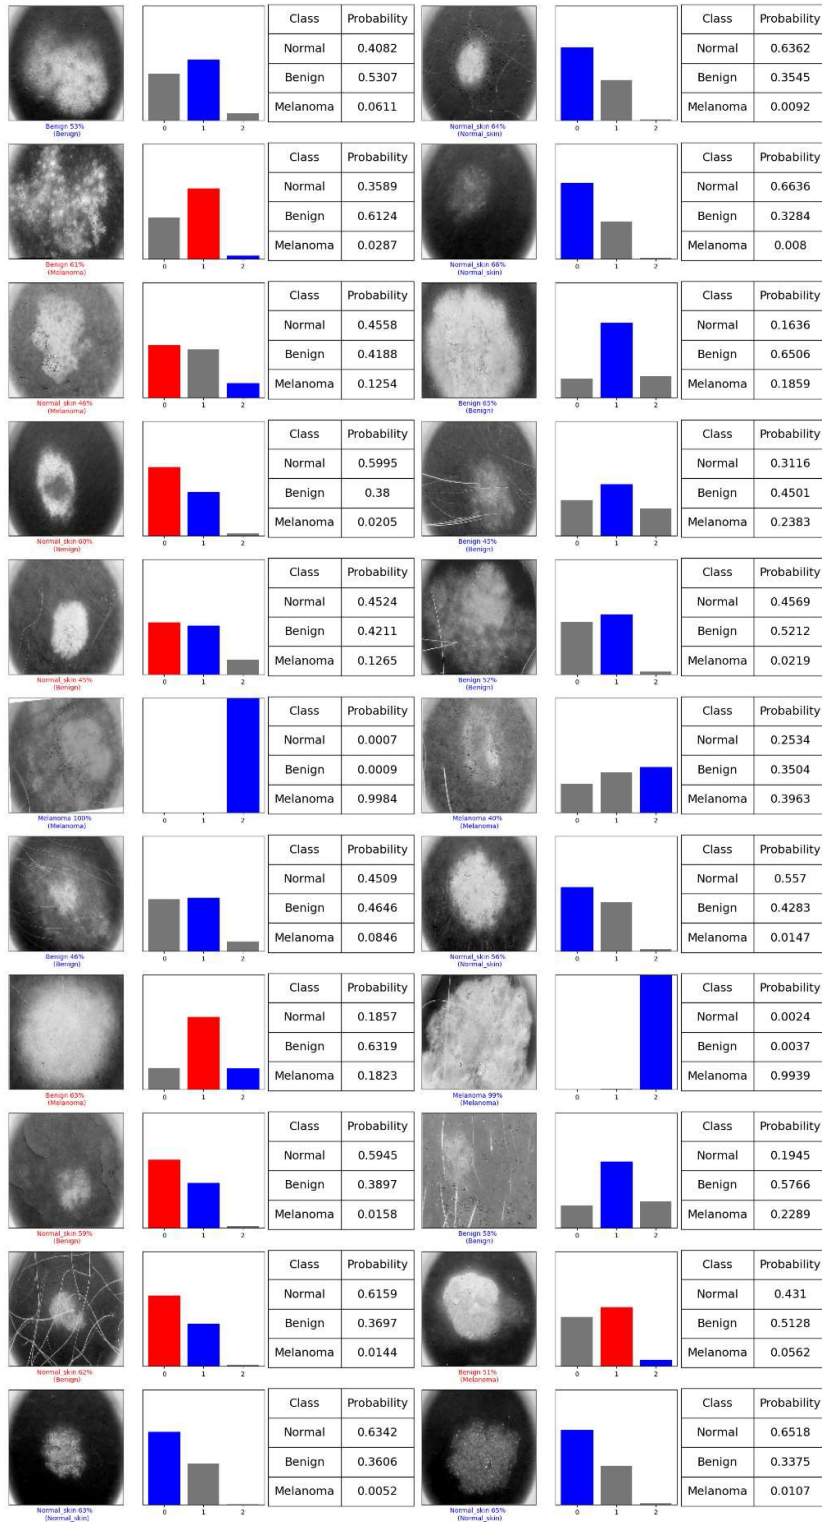 Class Probability
Normal 0.4082
Benign 0.5307
Melanoma 0.0611
0 1 2
Benign 53%
(Benign)
Class Probability
Normal 0.6362
Benign 0.3545
Melanoma 0.0092
0 1 2
Normal_skin 64%
(Normal_skin)
Class Probability
Normal 0.3589
Benign 0.6124
Melanoma 0.0287
0 1 2
Benign 61%
(Melanoma)
Class Probability
Normal 0.6636
Benign 0.3284
Melanoma 0.008
0 1 2
Normal_skin 66%
(Normal_skin)
Class Probability
Normal 0.4558
Benign 0.4188
Melanoma 0.1254
0 1 2
Normal_skin 46%
(Melanoma)
Class Probability
Normal 0.1636
Benign 0.6506
Melanoma 0.1859
0 1 2
Benign 65%
(Benign)
Class Probability
Normal 0.5995
Benign 0.38
Melanoma 0.0205
0 1 2
Normal_skin 60%
(Benign)
Class Probability
Normal 0.3116
Benign 0.4501
Melanoma 0.2383
0 1 2
Benign 45%
(Benign)
Class Probability
Normal 0.4524
Benign 0.4211
Melanoma 0.1265
0 1 2
Normal_skin 45%
(Benign)
Class Probability
Normal 0.4569
Benign 0.5212
Melanoma 0.0219
0 1 2
Benign 52%
(Benign)
Class Probability
Normal 0.0007
Benign 0.0009
Melanoma 0.9984
0 1 2
Melanoma 100%
(Melanoma)
Class Probability
Normal 0.2534
Benign 0.3504
Melanoma 0.3963
0 1 2
Melanoma 40%
(Melanoma)
Class Probability
Normal 0.4509
Benign 0.4646
Melanoma 0.0846
0 1 2
Benign 46%
(Benign)
Class Probability
Normal 0.557
Benign 0.4283
Melanoma 0.0147
0 1 2
Normal_skin 56%
(Normal_skin)
Class Probability
Normal 0.1857
Benign 0.6319
Melanoma 0.1823
0 1 2
Benign 63%
(Melanoma)
Class Probability
Normal 0.0024
Benign 0.0037
Melanoma 0.9939
0 1 2
Melanoma 99%
(Melanoma)
Class Probability
Normal 0.5945
Benign 0.3897
Melanoma 0.0158
0 1 2
Normal_skin 59%
(Benign)
Class Probability
Normal 0.1945
Benign 0.5766
Melanoma 0.2289
0 1 2
Benign 58%
(Benign)
Class Probability
Normal 0.6159
Benign 0.3697
Melanoma 0.0144
0 1 2
Normal_skin 62%
(Benign)
Class Probability
Normal 0.431
Benign 0.5128
Melanoma 0.0562
0 1 2
Benign 51%
(Melanoma)
Class Probability
Normal 0.6342
Benign 0.3606
Melanoma 0.0052
0 1 2
Normal_skin 63%
(Normal_skin)
Class Probability
Normal 0.6518
Benign 0.3375
Melanoma 0.0107
0 1 2
Normal_skin 65%
(Normal_skin)